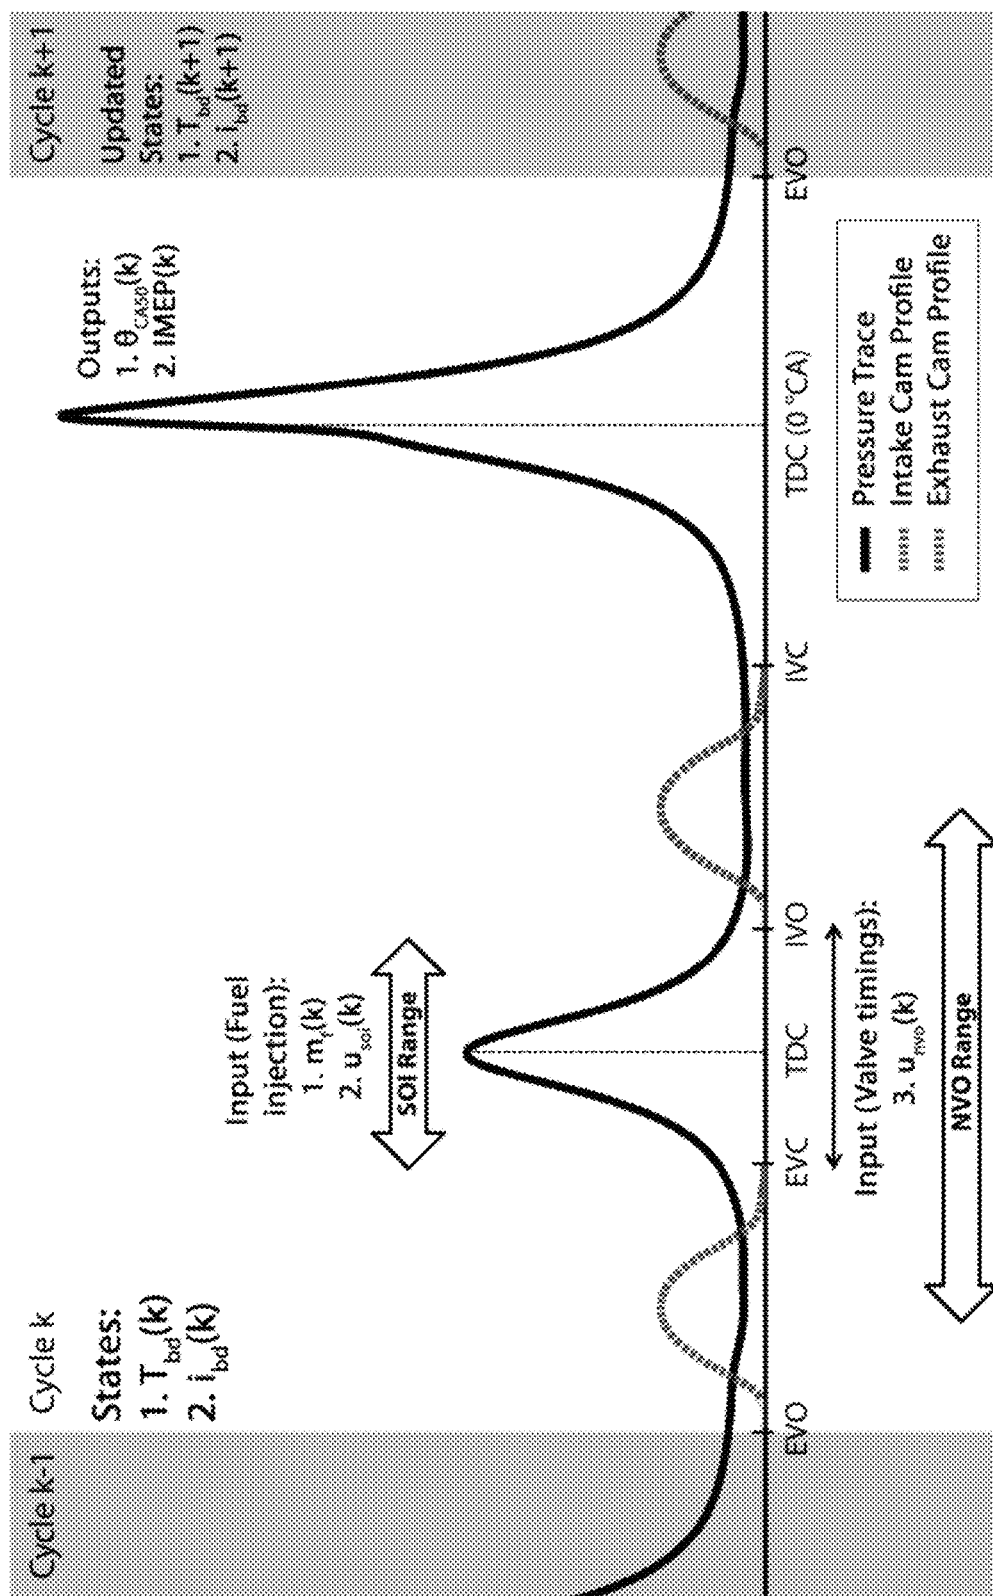 Cycle k-1
Cycle k
States:
1. T_bd(k)
2. i_bd(k)
Input (Fuel
injection):
1. m_f(k)
2. u_soi(k)
SOI Range
Outputs:
1. θ_CA50(k)
2. IMEP(k)
Cycle k+1
Updated
States:
1. T_bd(k+1)
2. i_bd(k+1)
EVO
EVC
TDC
IVO
IVC
TDC (0 °CA)
EVO
Input (Valve timings):
3. u_nvo(k)
NVO Range
Pressure Trace
Intake Cam Profile
Exhaust Cam Profile